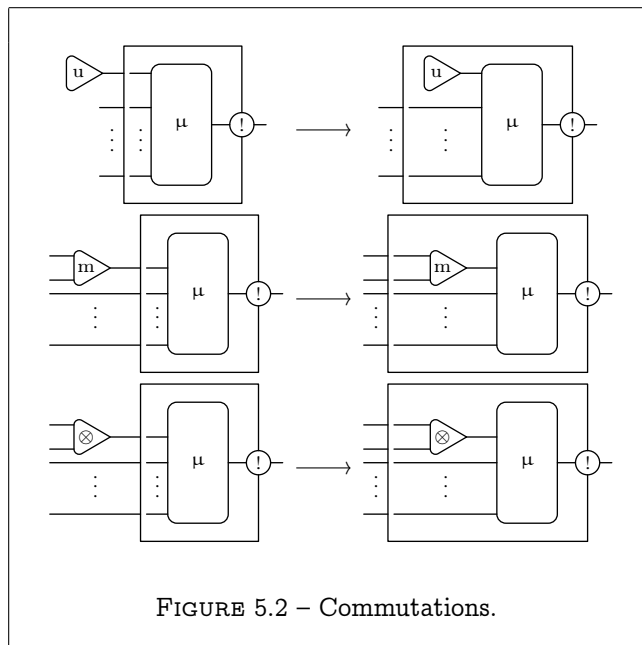 u μ ! ⟶ u μ !
m μ ! ⟶ m μ !
⊗ μ ! ⟶ ⊗ μ !
FIGURE 5.2 – Commutations.